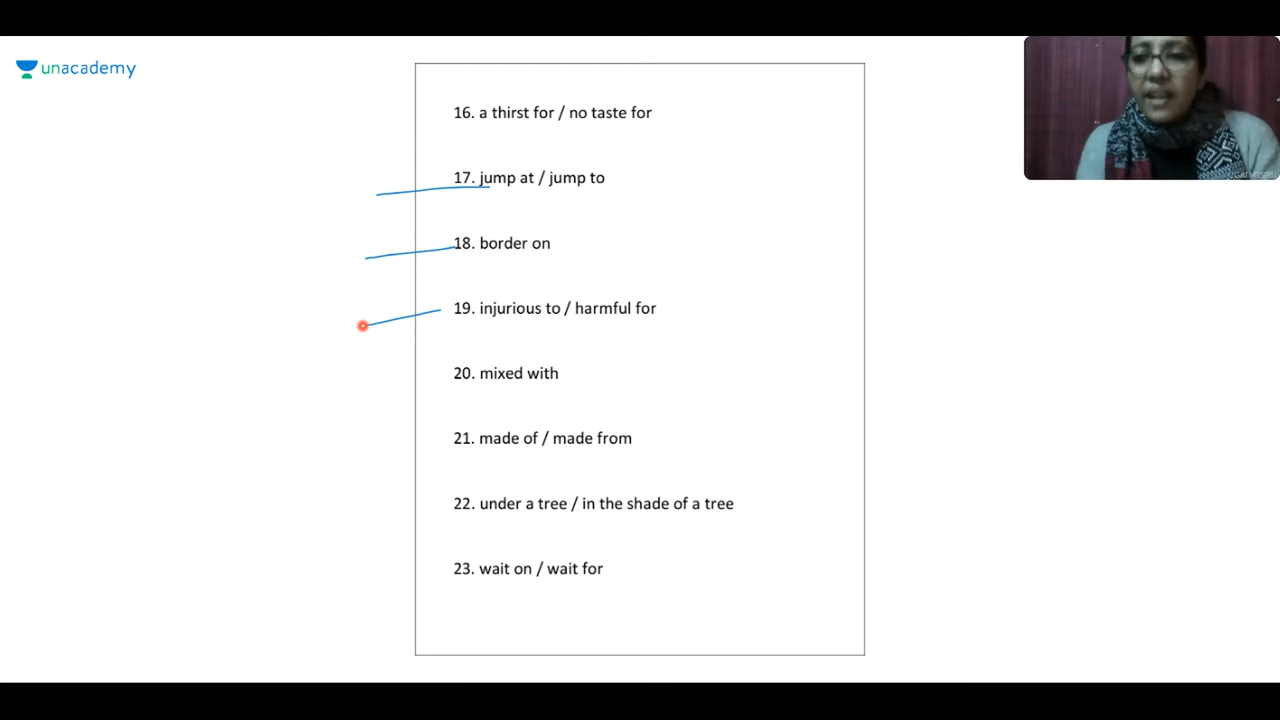 unacademy
16. a thirst for / no taste for
17. jump at / jump to
18. border on
19. injurious to / harmful for
20. mixed with
21. made of / made from
22. under a tree / in the shade of a tree
23. wait on / wait for